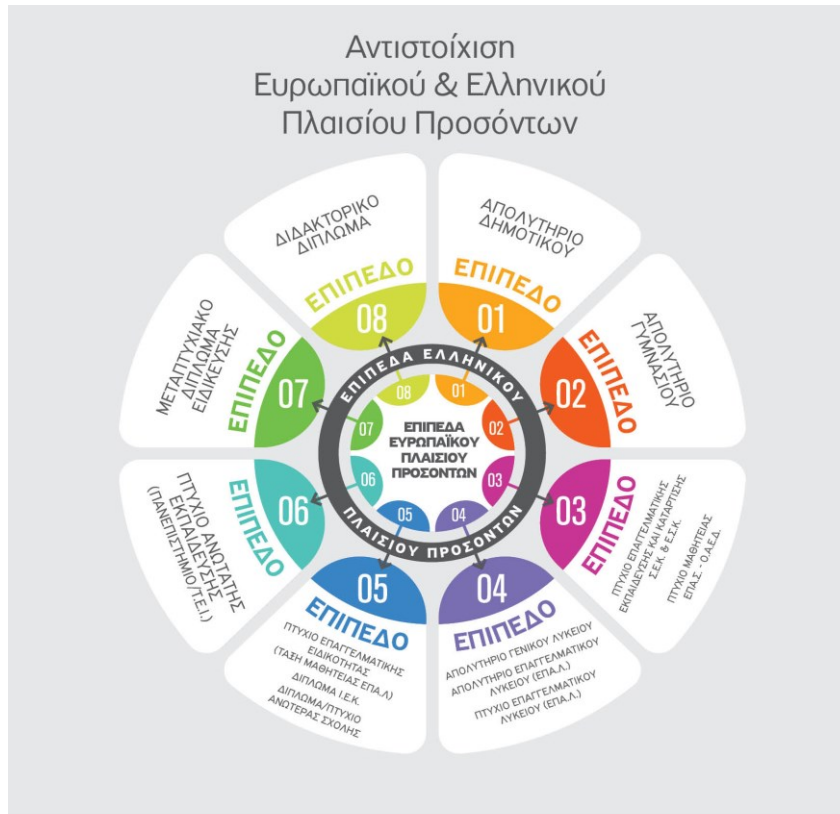 Αντιστοίχιση
Ευρωπαϊκού & Ελληνικού
Πλαισίου Προσόντων
ΑΠΟΛΥΤΗΡΙΟ
ΔΗΜΟΤΙΚΟΥ
ΕΠΙΠΕΔΟ
01
ΑΠΟΛΥΤΗΡΙΟ
ΓΥΜΝΑΣΙΟΥ
ΕΠΙΠΕΔΟ
02
ΕΠΙΠΕΔΟ
03
ΠΤΥΧΙΟ ΕΠΑΓΓΕΛΜΑΤΙΚΗΣ
ΕΚΠΑΙΔΕΥΣΗΣ ΚΑΙ ΚΑΤΑΡΤΙΣΗΣ
Σ.Ε.Κ. & Ε.Σ.Κ.
ΠΤΥΧΙΟ ΜΑΘΗΤΕΙΑΣ
ΕΠΑ.Σ. - Ο.Α.Ε.Δ.
04
ΕΠΙΠΕΔΟ
ΑΠΟΛΥΤΗΡΙΟ ΓΕΝΙΚΟΥ ΛΥΚΕΙΟΥ
ΑΠΟΛΥΤΗΡΙΟ ΕΠΑΓΓΕΛΜΑΤΙΚΟΥ
ΛΥΚΕΙΟΥ (ΕΠΑ.Λ.)
ΠΤΥΧΙΟ ΕΠΑΓΓΕΛΜΑΤΙΚΟΥ
ΛΥΚΕΙΟΥ (ΕΠΑ.Λ.)
05
ΕΠΙΠΕΔΟ
ΠΤΥΧΙΟ ΕΠΑΓΓΕΛΜΑΤΙΚΗΣ
ΕΙΔΙΚΟΤΗΤΑΣ
(ΤΑΞΗ ΜΑΘΗΤΕΙΑΣ ΕΠΑ.Λ)
ΔΙΠΛΩΜΑ Ι.Ε.Κ.
ΔΙΠΛΩΜΑ/ΠΤΥΧΙΟ
ΑΝΩΤΕΡΑΣ ΣΧΟΛΗΣ
06
ΕΠΙΠΕΔΟ
ΠΤΥΧΙΟ ΑΝΩΤΑΤΗΣ
ΕΚΠΑΙΔΕΥΣΗΣ
(ΠΑΝΕΠΙΣΤΗΜΙΟ/Τ.Ε.Ι.)
ΜΕΤΑΠΤΥΧΙΑΚΟ
ΔΙΠΛΩΜΑ
ΕΙΔΙΚΕΥΣΗΣ
ΕΠΙΠΕΔΟ
07
ΔΙΔΑΚΤΟΡΙΚΟ
ΔΙΠΛΩΜΑ
ΕΠΙΠΕΔΟ
08
ΕΠΙΠΕΔΑ ΕΛΛΗΝΙΚΟΥ
ΠΛΑΙΣΙΟΥ ΠΡΟΣΟΝΤΩΝ
01
02
03
04
05
06
07
08
ΕΠΙΠΕΔΑ
ΕΥΡΩΠΑΪΚΟΥ
ΠΛΑΙΣΙΟΥ
ΠΡΟΣΟΝΤΩΝ